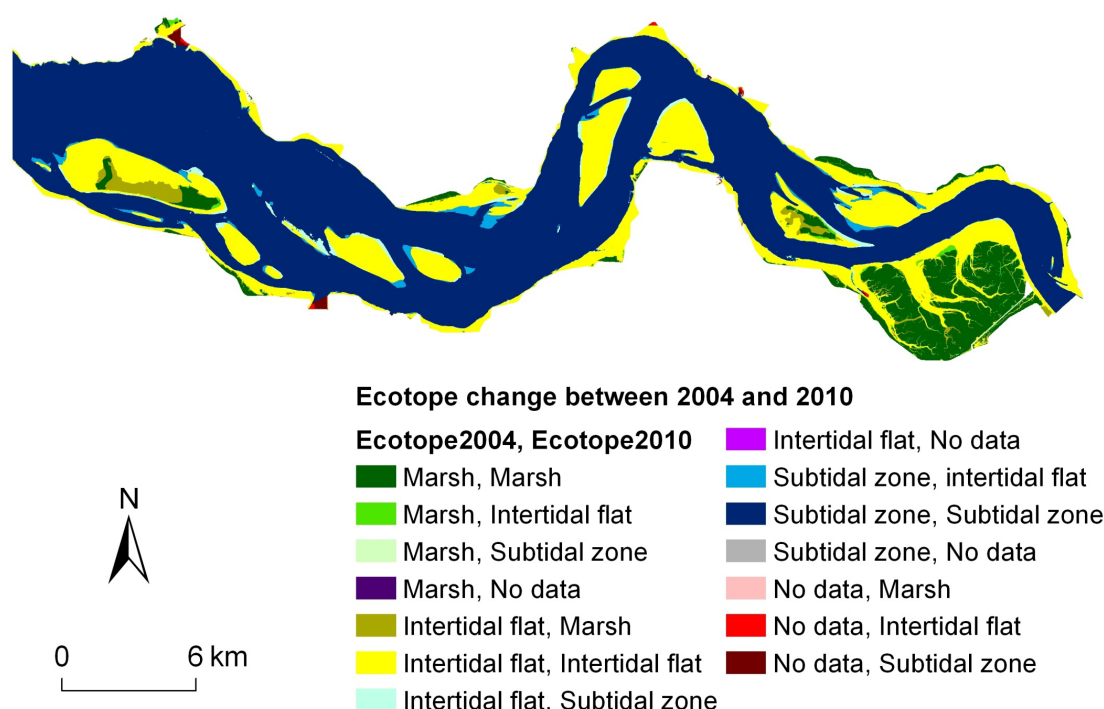 Ecotope change between 2004 and 2010
Ecotope2004, Ecotope2010
Marsh, Marsh
Marsh, Intertidal flat
Marsh, Subtidal zone
Marsh, No data
Intertidal flat, Marsh
Intertidal flat, Intertidal flat
Intertidal flat, Subtidal zone
Intertidal flat, No data
Subtidal zone, intertidal flat
Subtidal zone, Subtidal zone
Subtidal zone, No data
No data, Marsh
No data, Intertidal flat
No data, Subtidal zone
N
0 6 km